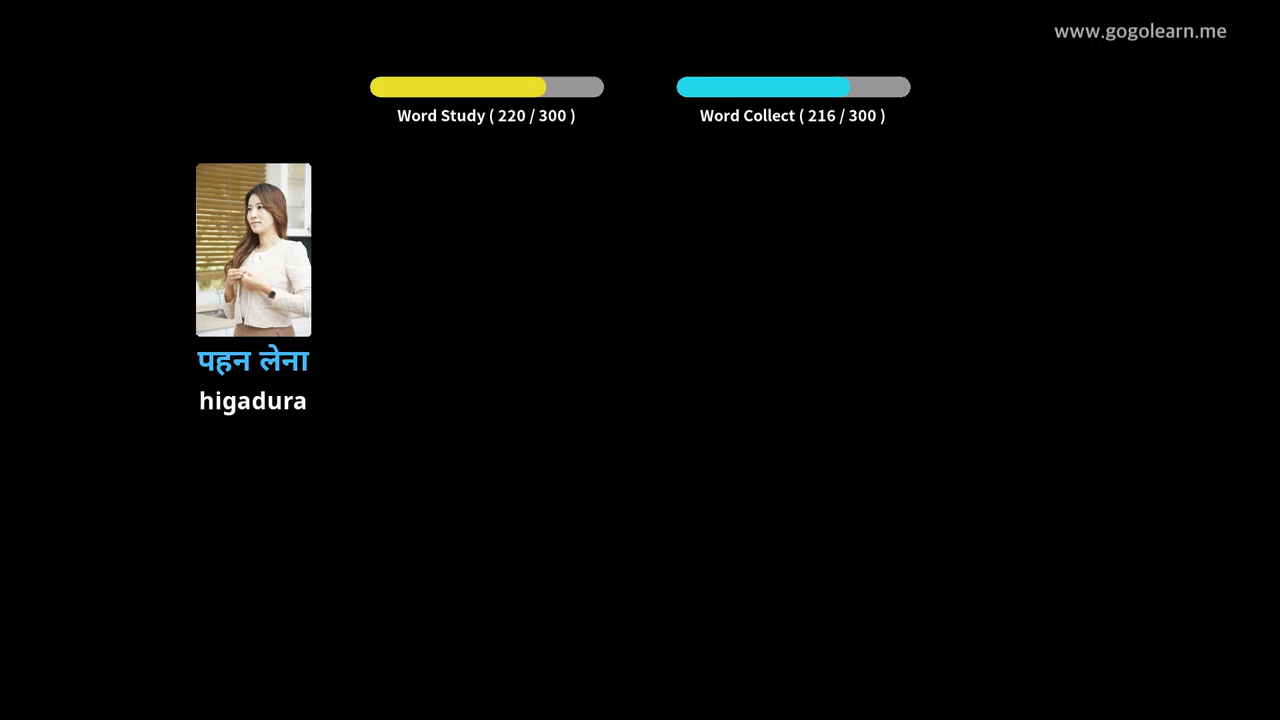 www.gogolearn.me
Word Study ( 220 / 300 )
Word Collect ( 216 / 300 )
पहन लेना
higadura